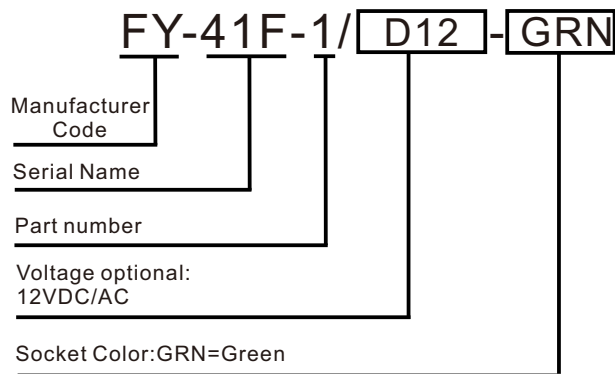 FY-41F-1/ D12 -GRN
Manufacturer
Code
Serial Name
Part number
Voltage optional:
12VDC/AC
Socket Color:GRN=Green